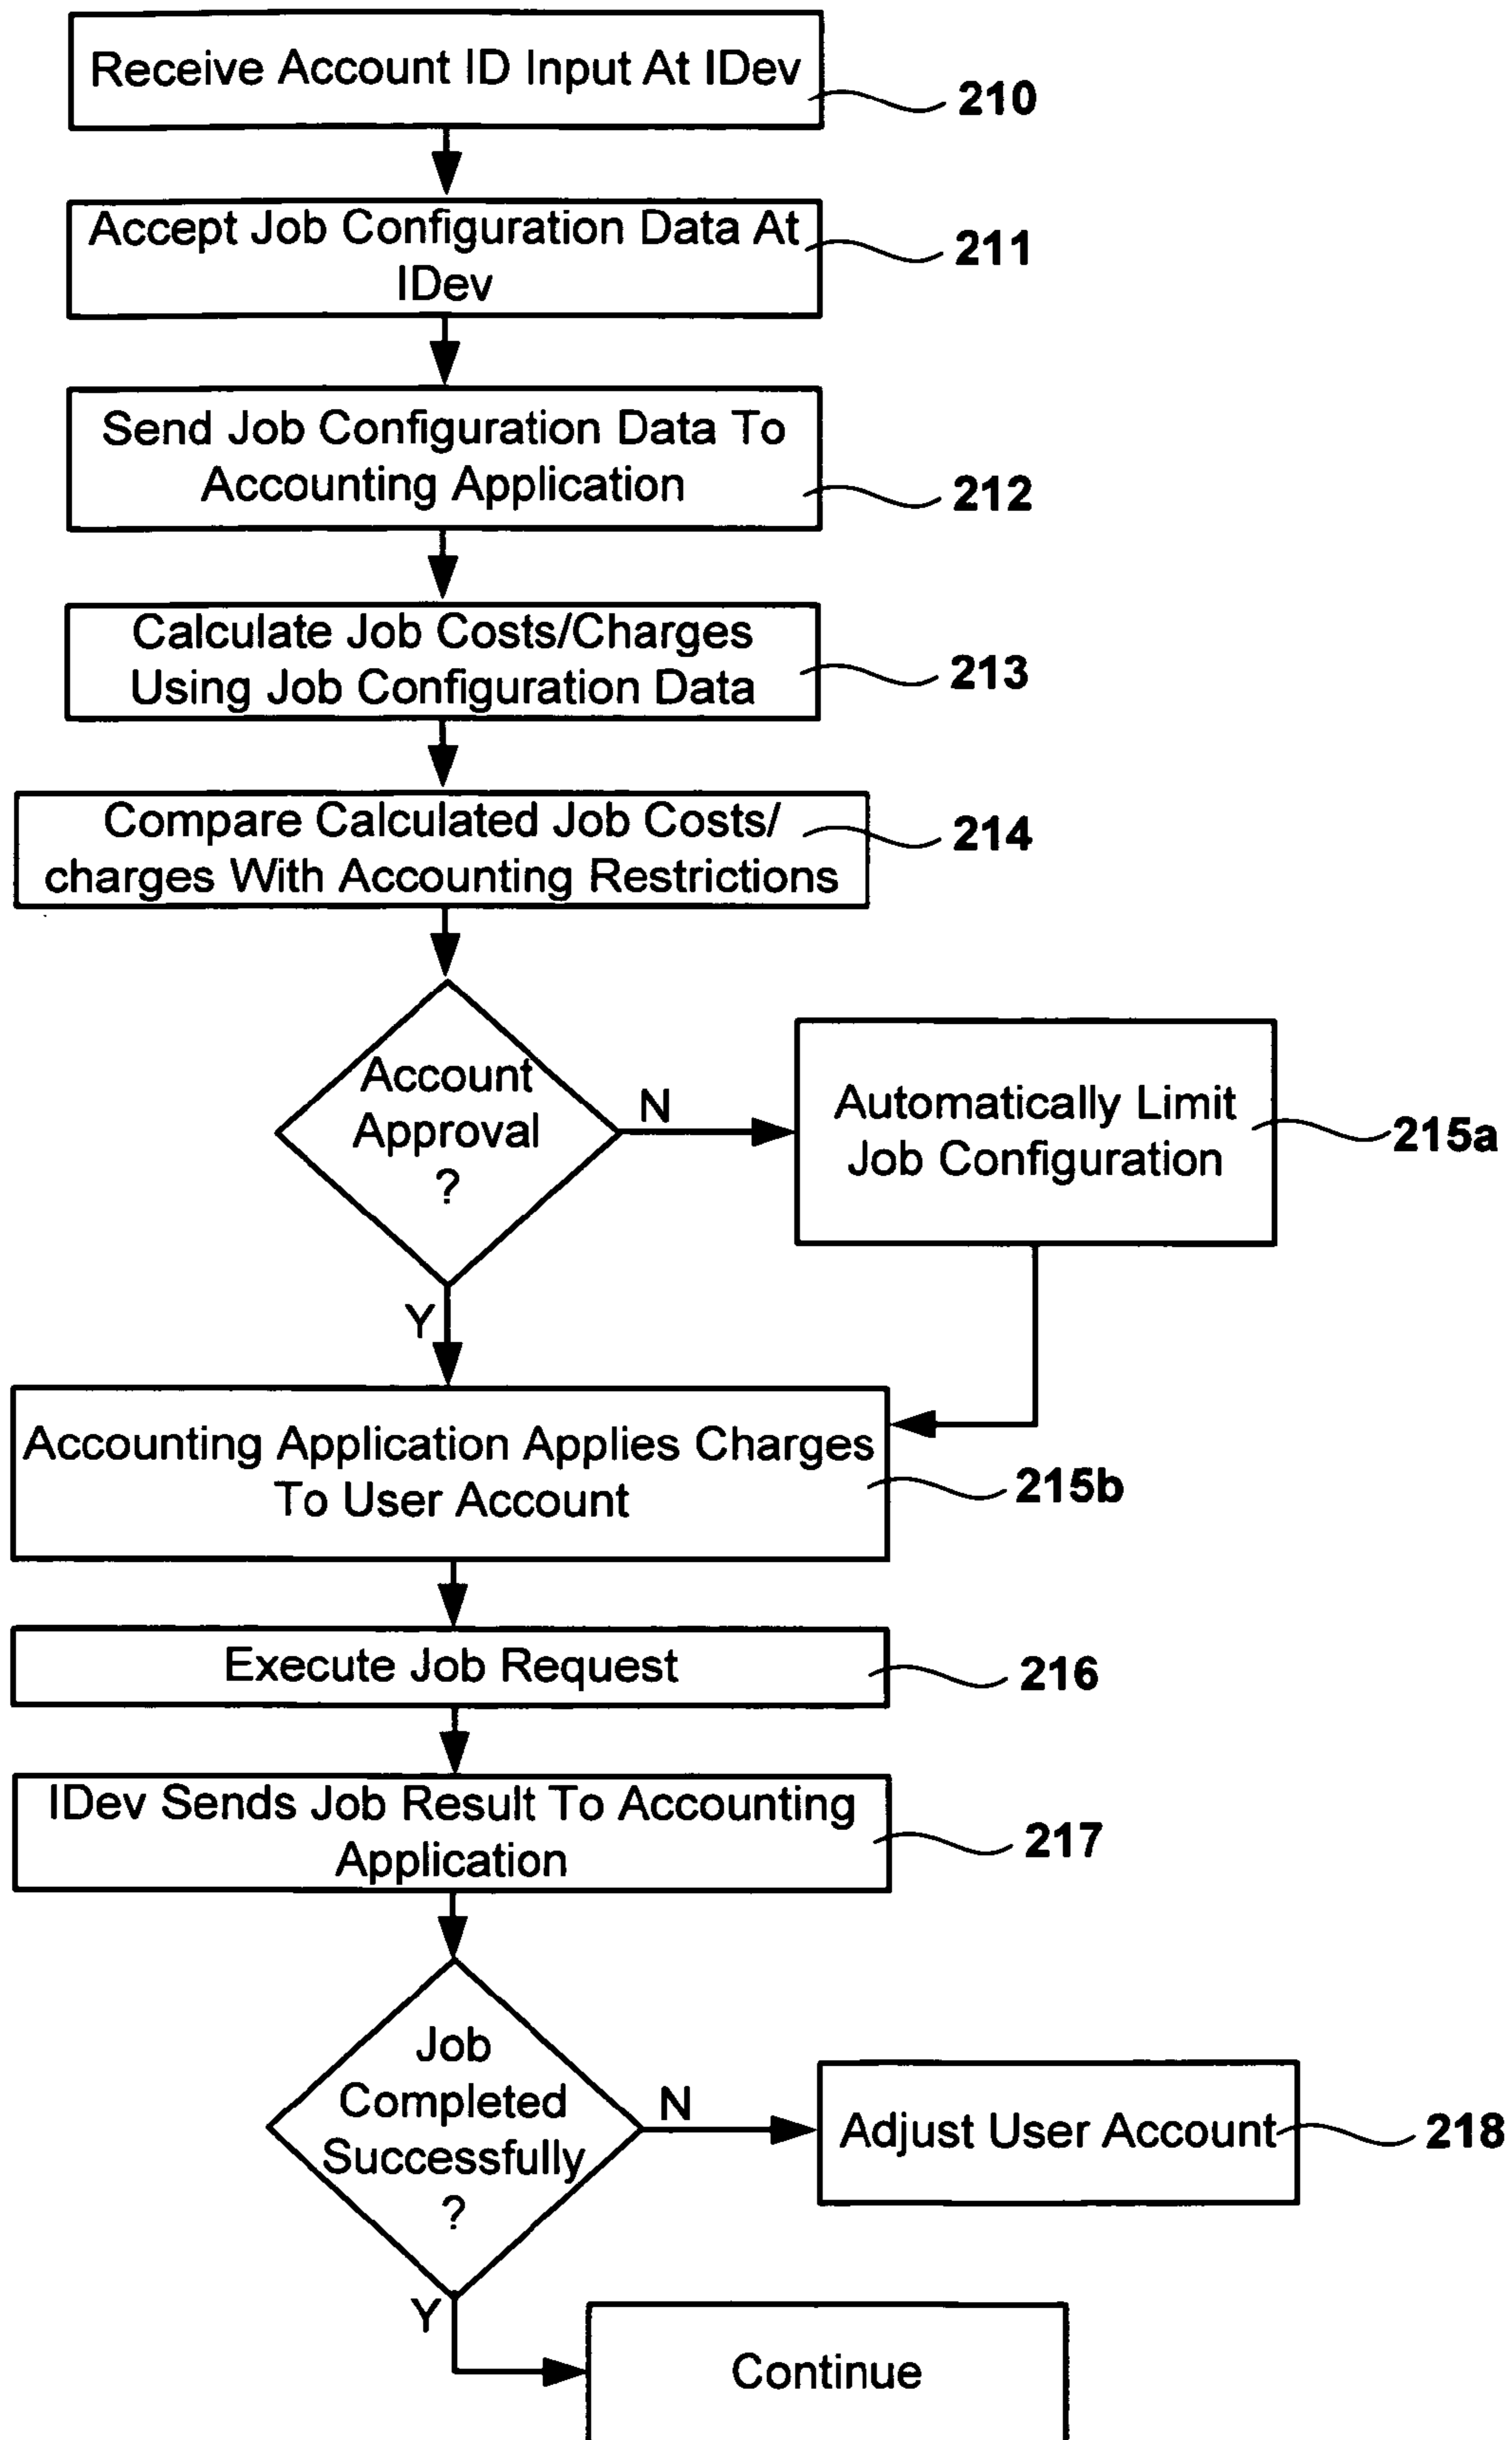 Receive Account ID Input At IDev
210
Accept Job Configuration Data At
IDev
211
Send Job Configuration Data To
Accounting Application
212
Calculate Job Costs/Charges
Using Job Configuration Data
213
Compare Calculated Job Costs/
charges With Accounting Restrictions
214
Account
Approval
?
N
Automatically Limit
Job Configuration
215a
Y
Accounting Application Applies Charges
To User Account
215b
Execute Job Request
216
IDev Sends Job Result To Accounting
Application
217
Job
Completed
Successfully
?
N
Adjust User Account
218
Y
Continue